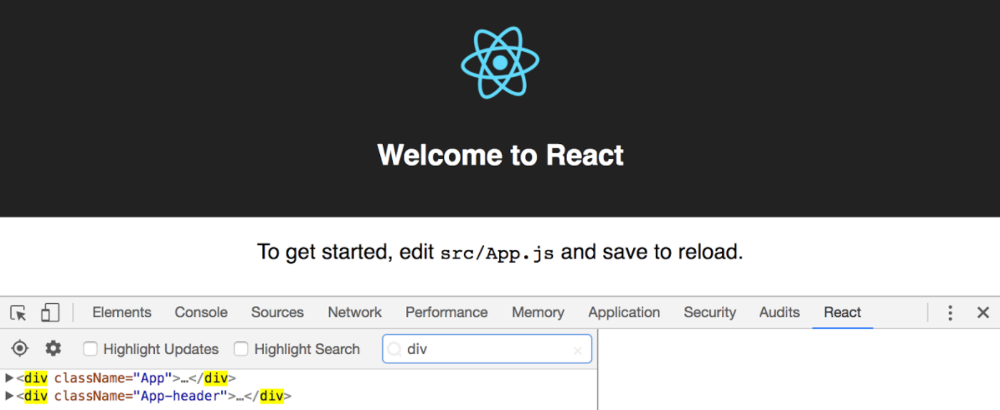 Welcome to React
To get started, edit src/App.js and save to reload.
Elements Console Sources Network Performance Memory Application Security Audits React
Highlight Updates Highlight Search div
<div className="App">…</div>
<div className="App-header">…</div>